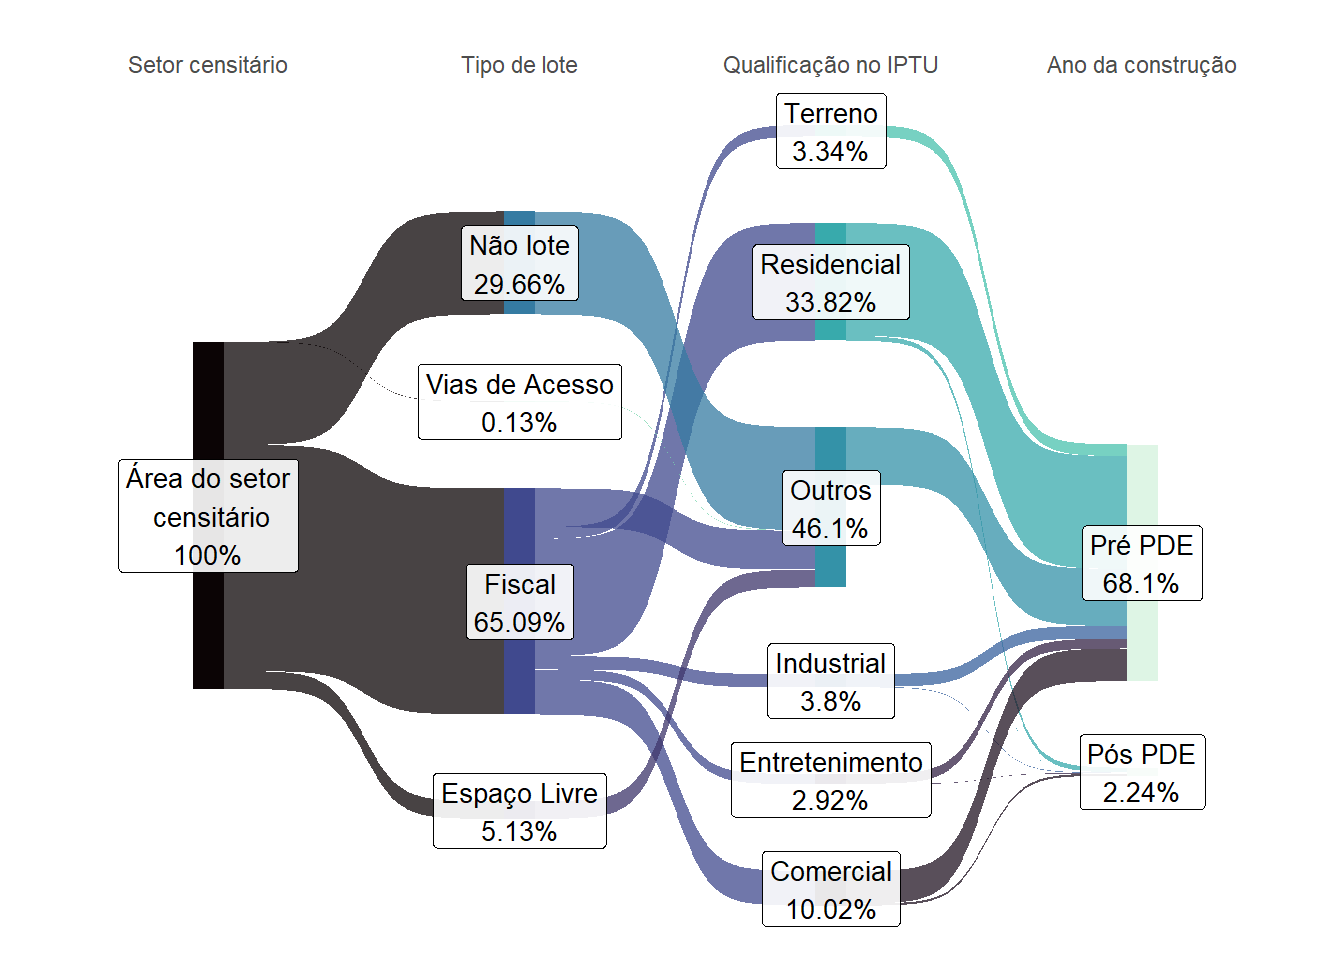 Setor censitário
Tipo de lote
Qualificação no IPTU
Ano da construção
Área do setor
censitário
100%
Não lote
29.66%
Vias de Acesso
0.13%
Fiscal
65.09%
Espaço Livre
5.13%
Terreno
3.34%
Residencial
33.82%
Outros
46.1%
Industrial
3.8%
Entretenimento
2.92%
Comercial
10.02%
Pré PDE
68.1%
Pós PDE
2.24%